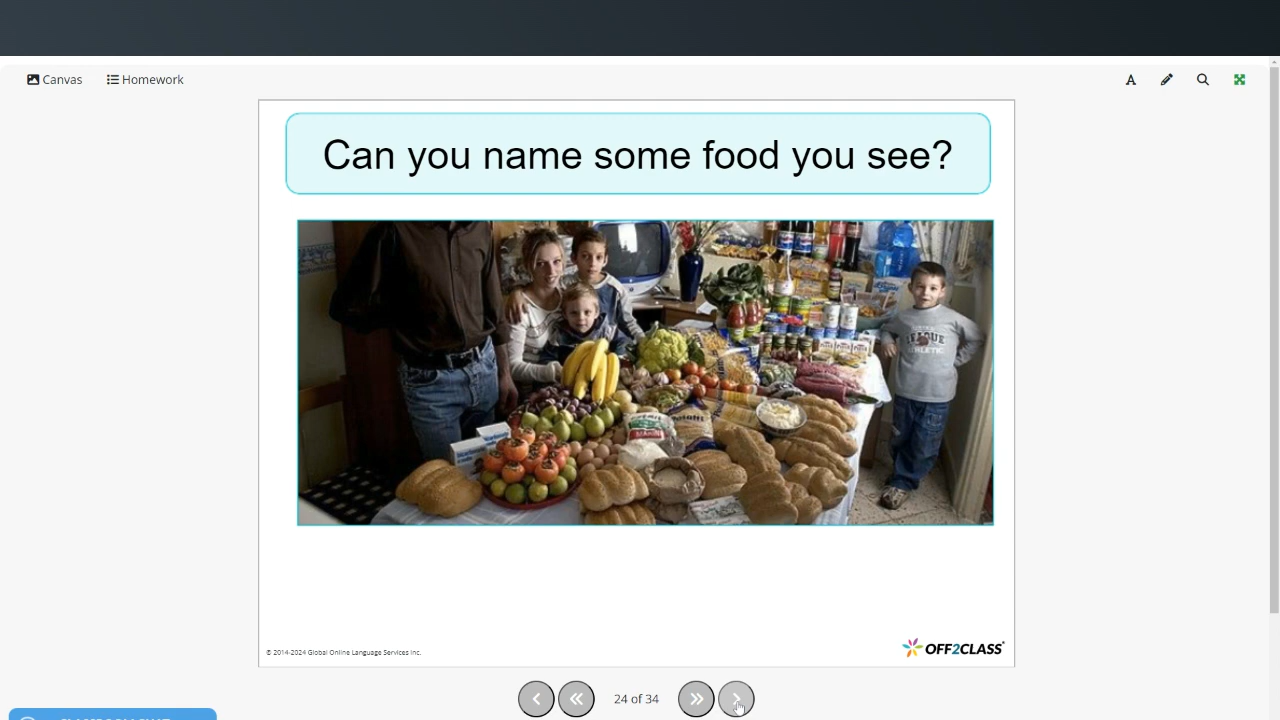 Canvas
Homework
A
Can you name some food you see?
© 2014-2024 Global Online Language Services Inc.
OFF2CLASS
24 of 34